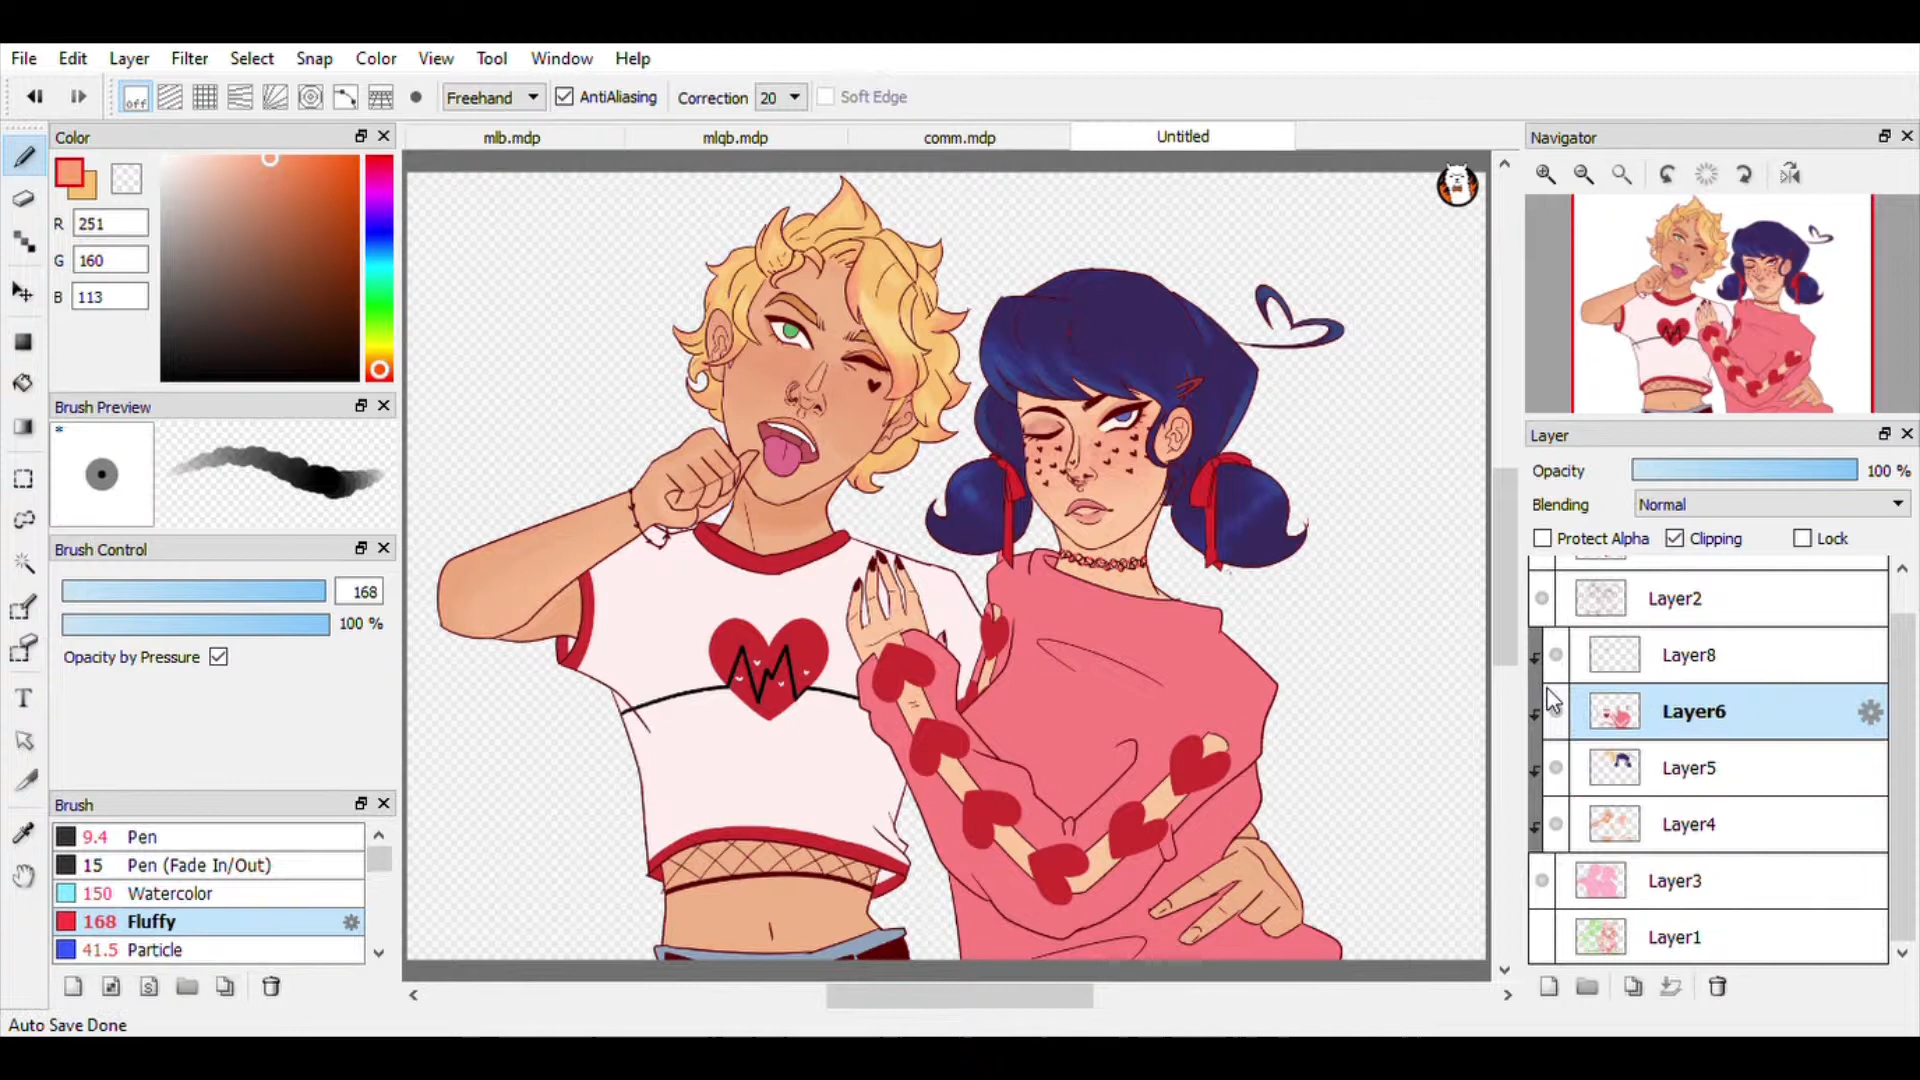 File Edit Layer Filter Select Snap Color View Tool Window Help
off Freehand AntiAliasing Correction 20 Soft Edge
Color
mlb.mdp
mlqb.mdp
comm.mdp
Untitled
Navigator
R 251
G 160
B 113
Brush Preview
*
Brush Control
168
100 %
Opacity by Pressure
Brush
9.4 Pen
15 Pen (Fade In/Out)
150 Watercolor
168 Fluffy
41.5 Particle
Layer
Opacity 100 %
Blending Normal
Protect Alpha Clipping Lock
Layer2
Layer8
Layer6
Layer5
Layer4
Layer3
Layer1
T
S
Auto Save Done